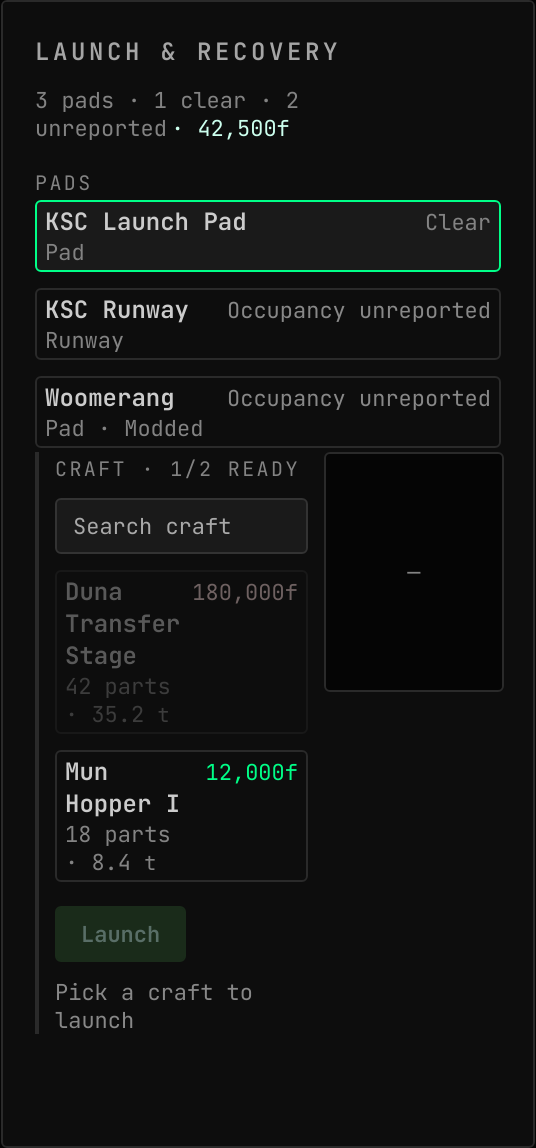 LAUNCH & RECOVERY
3 pads · 1 clear · 2
unreported · 42,500f
PADS
KSC Launch Pad Clear
Pad
KSC Runway Occupancy unreported
Runway
Woomerang Occupancy unreported
Pad · Modded
CRAFT · 1/2 READY
Search craft
—
Duna 180,000f
Transfer
Stage
42 parts
· 35.2 t
Mun 12,000f
Hopper I
18 parts
· 8.4 t
Launch
Pick a craft to
launch